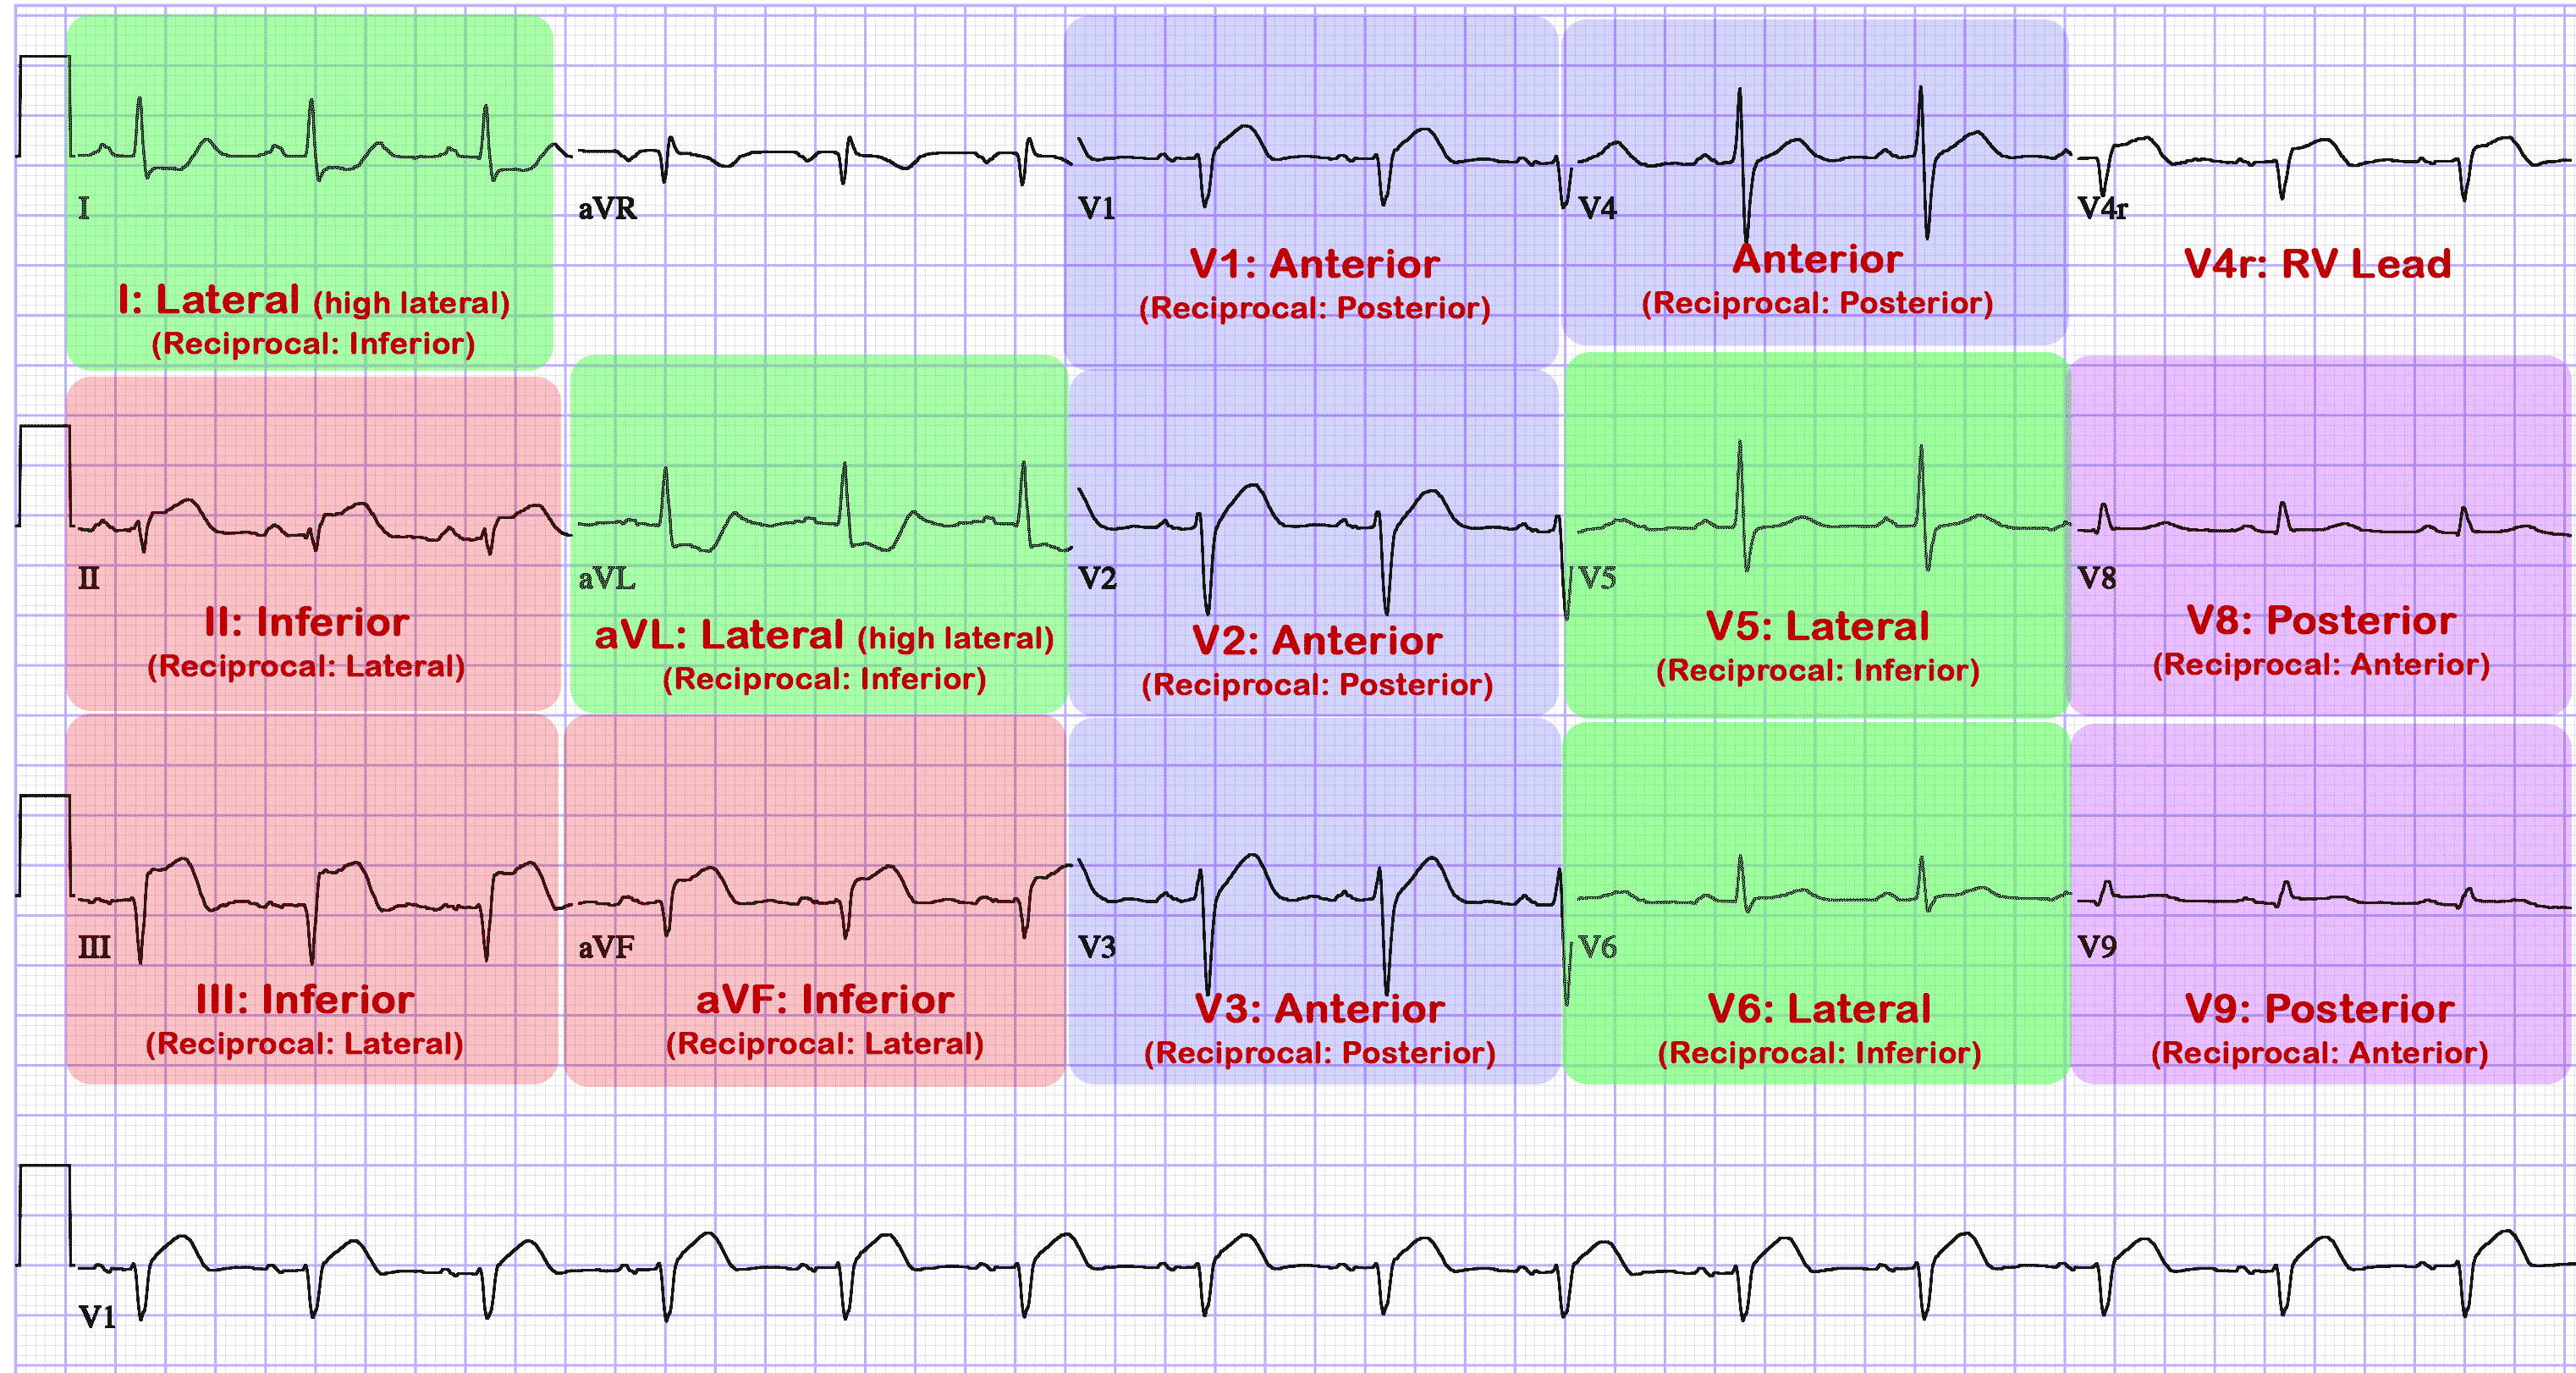 I
aVR
V1
V4
V4r
I: Lateral (high lateral)
(Reciprocal: Inferior)
V1: Anterior
(Reciprocal: Posterior)
Anterior
(Reciprocal: Posterior)
V4r: RV Lead
II
aVL
V2
V5
V8
II: Inferior
(Reciprocal: Lateral)
aVL: Lateral (high lateral)
(Reciprocal: Inferior)
V2: Anterior
(Reciprocal: Posterior)
V5: Lateral
(Reciprocal: Inferior)
V8: Posterior
(Reciprocal: Anterior)
III
aVF
V3
V6
V9
III: Inferior
(Reciprocal: Lateral)
aVF: Inferior
(Reciprocal: Lateral)
V3: Anterior
(Reciprocal: Posterior)
V6: Lateral
(Reciprocal: Inferior)
V9: Posterior
(Reciprocal: Anterior)
V1